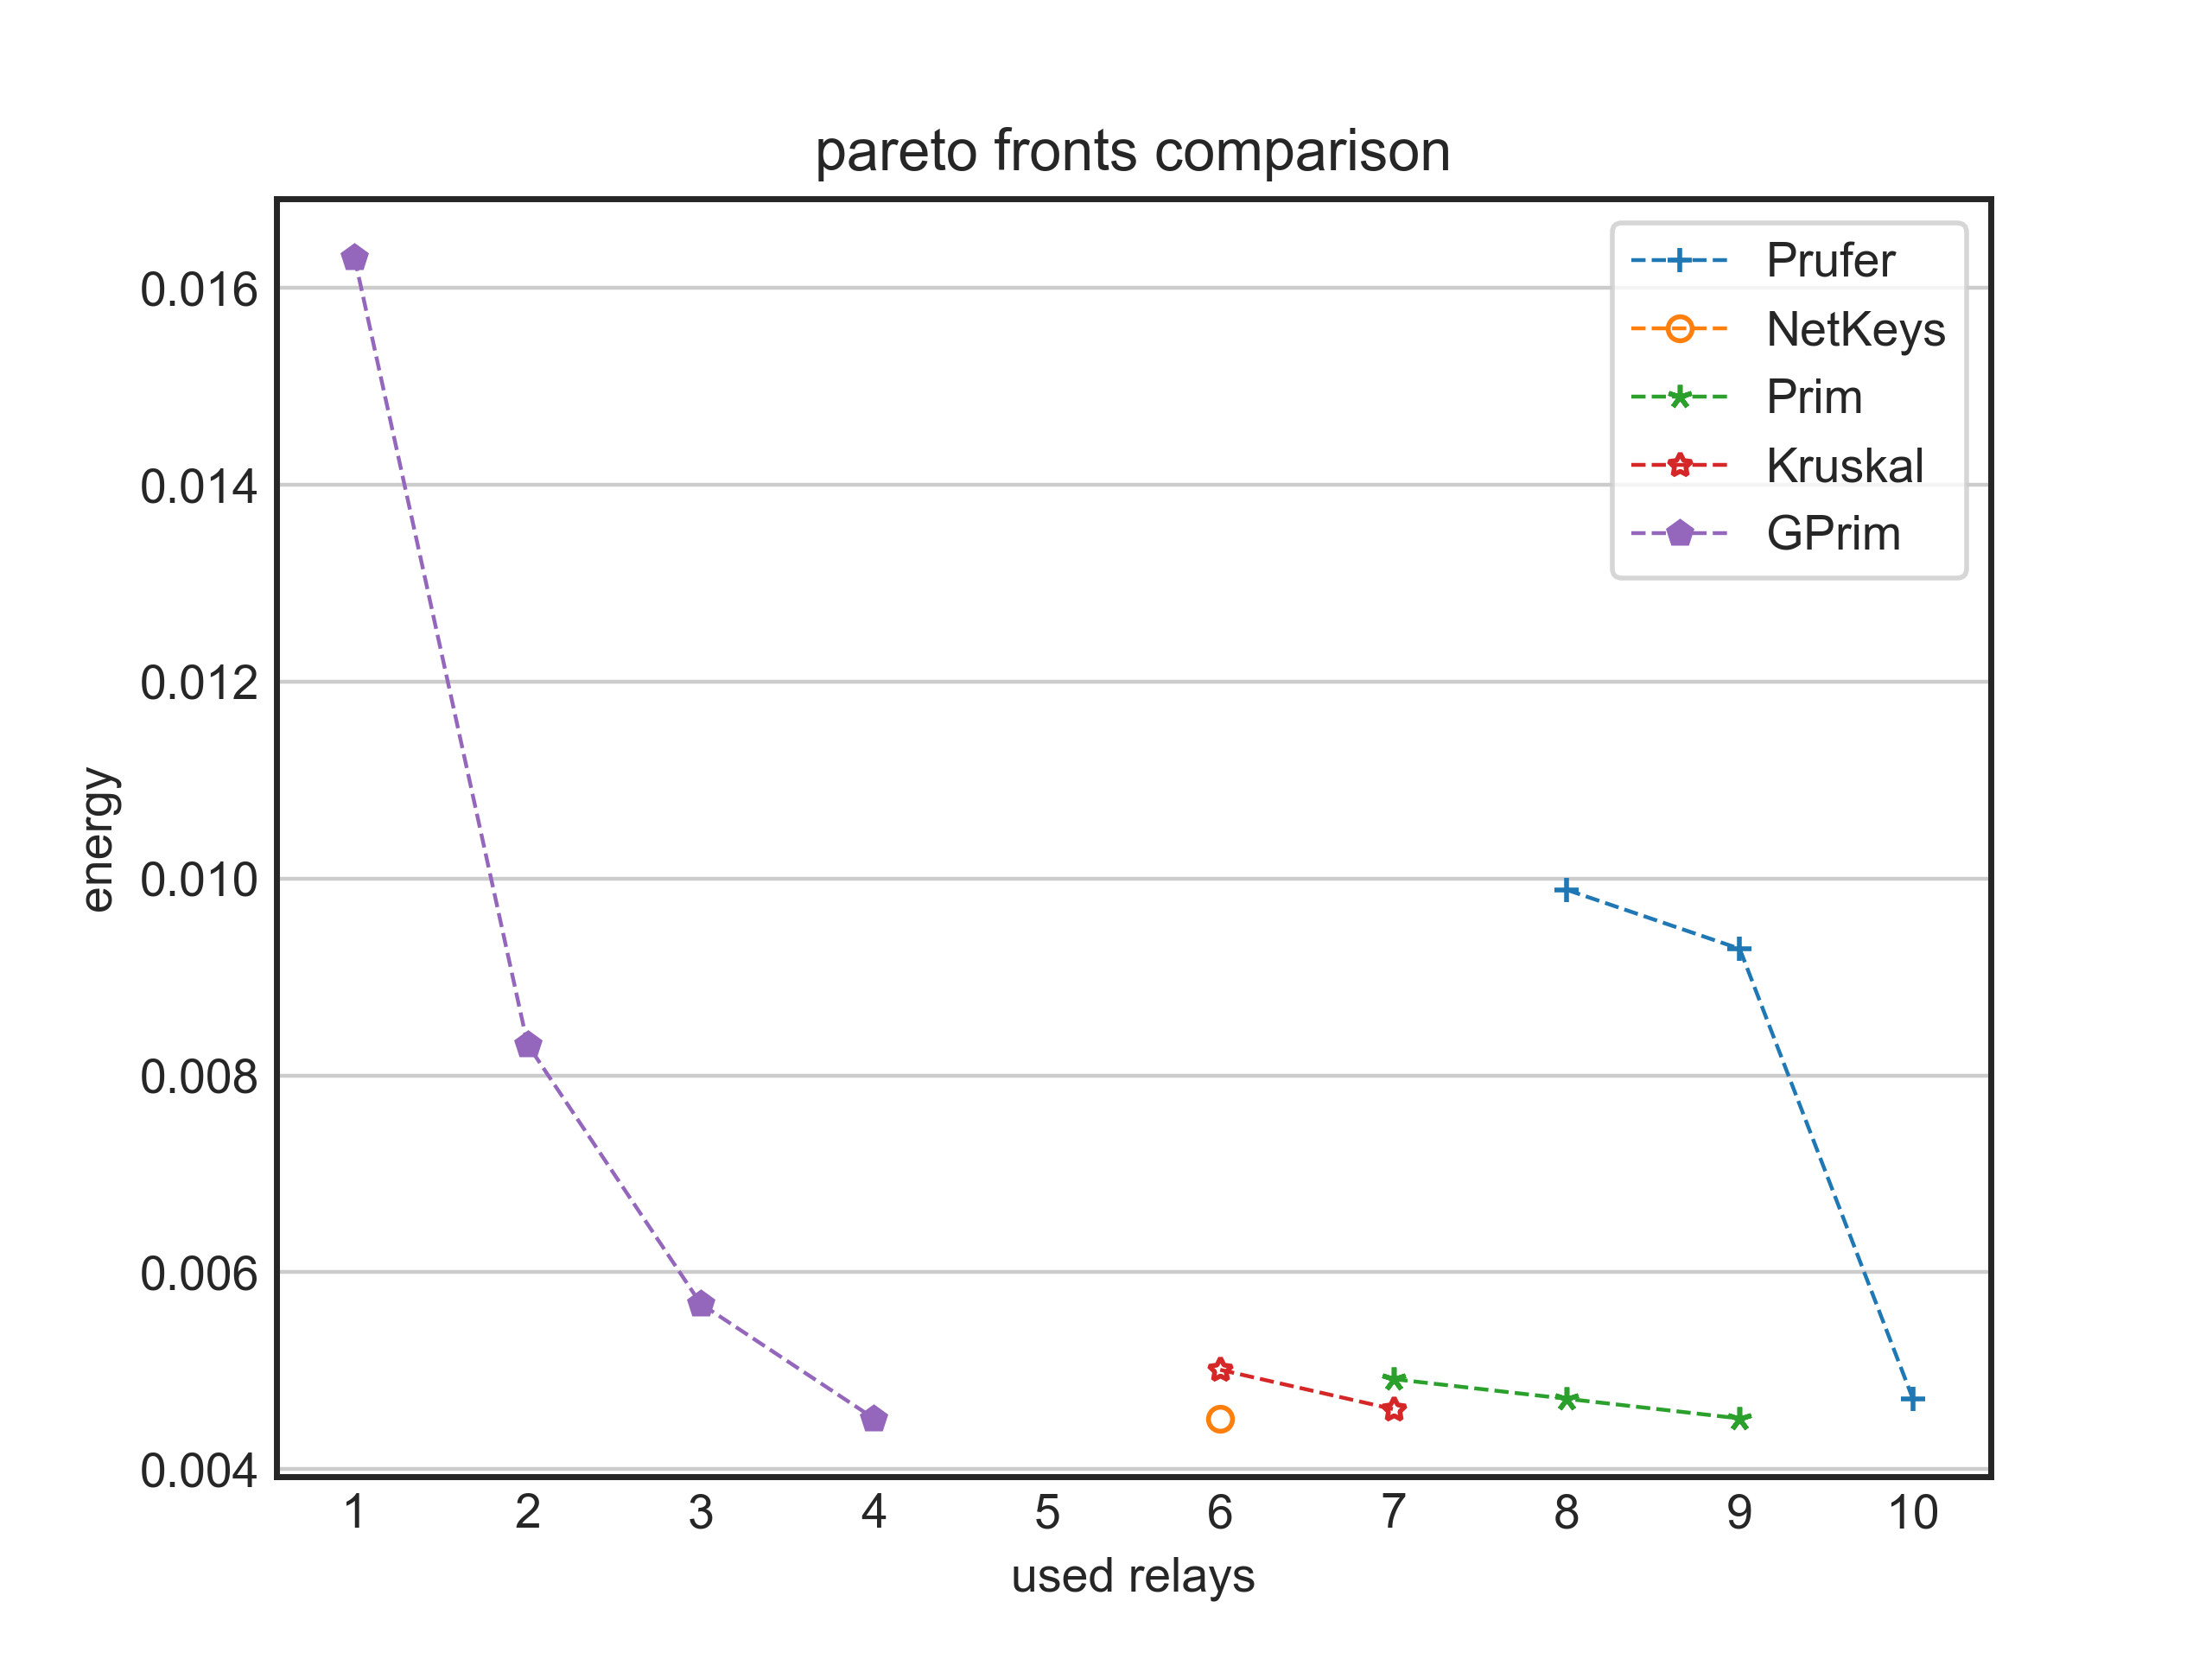 pareto fronts comparison
Prufer
NetKeys
Prim
Kruskal
GPrim
energy
0.016
0.014
0.012
0.010
0.008
0.006
0.004
1 2 3 4 5 6 7 8 9 10
used relays